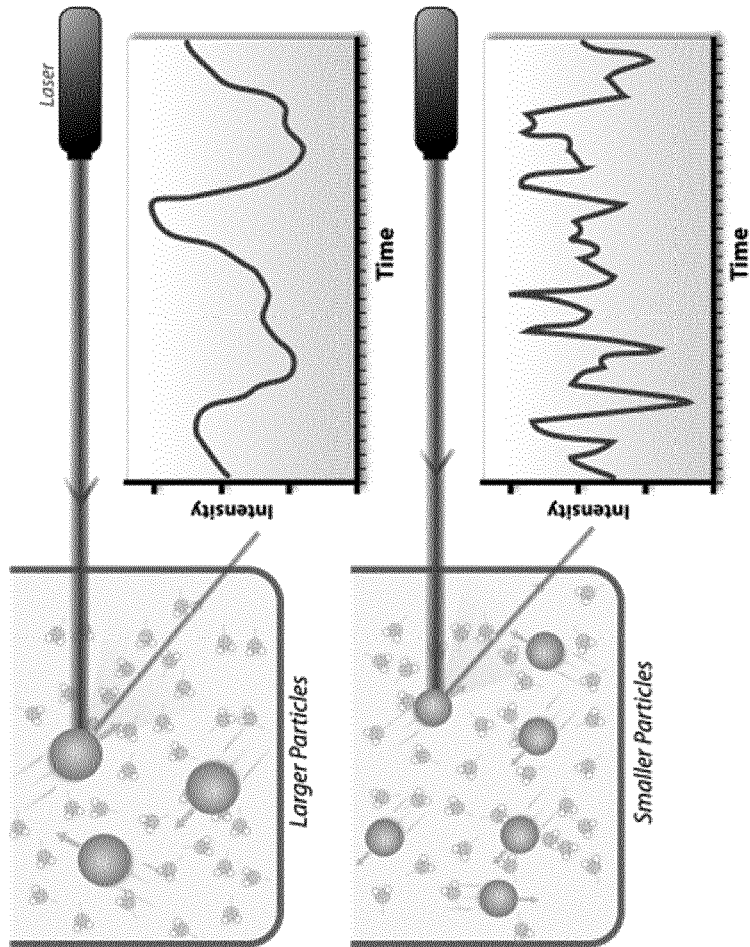 Laser
Intensity
Time
Larger Particles
Intensity
Time
Smaller Particles